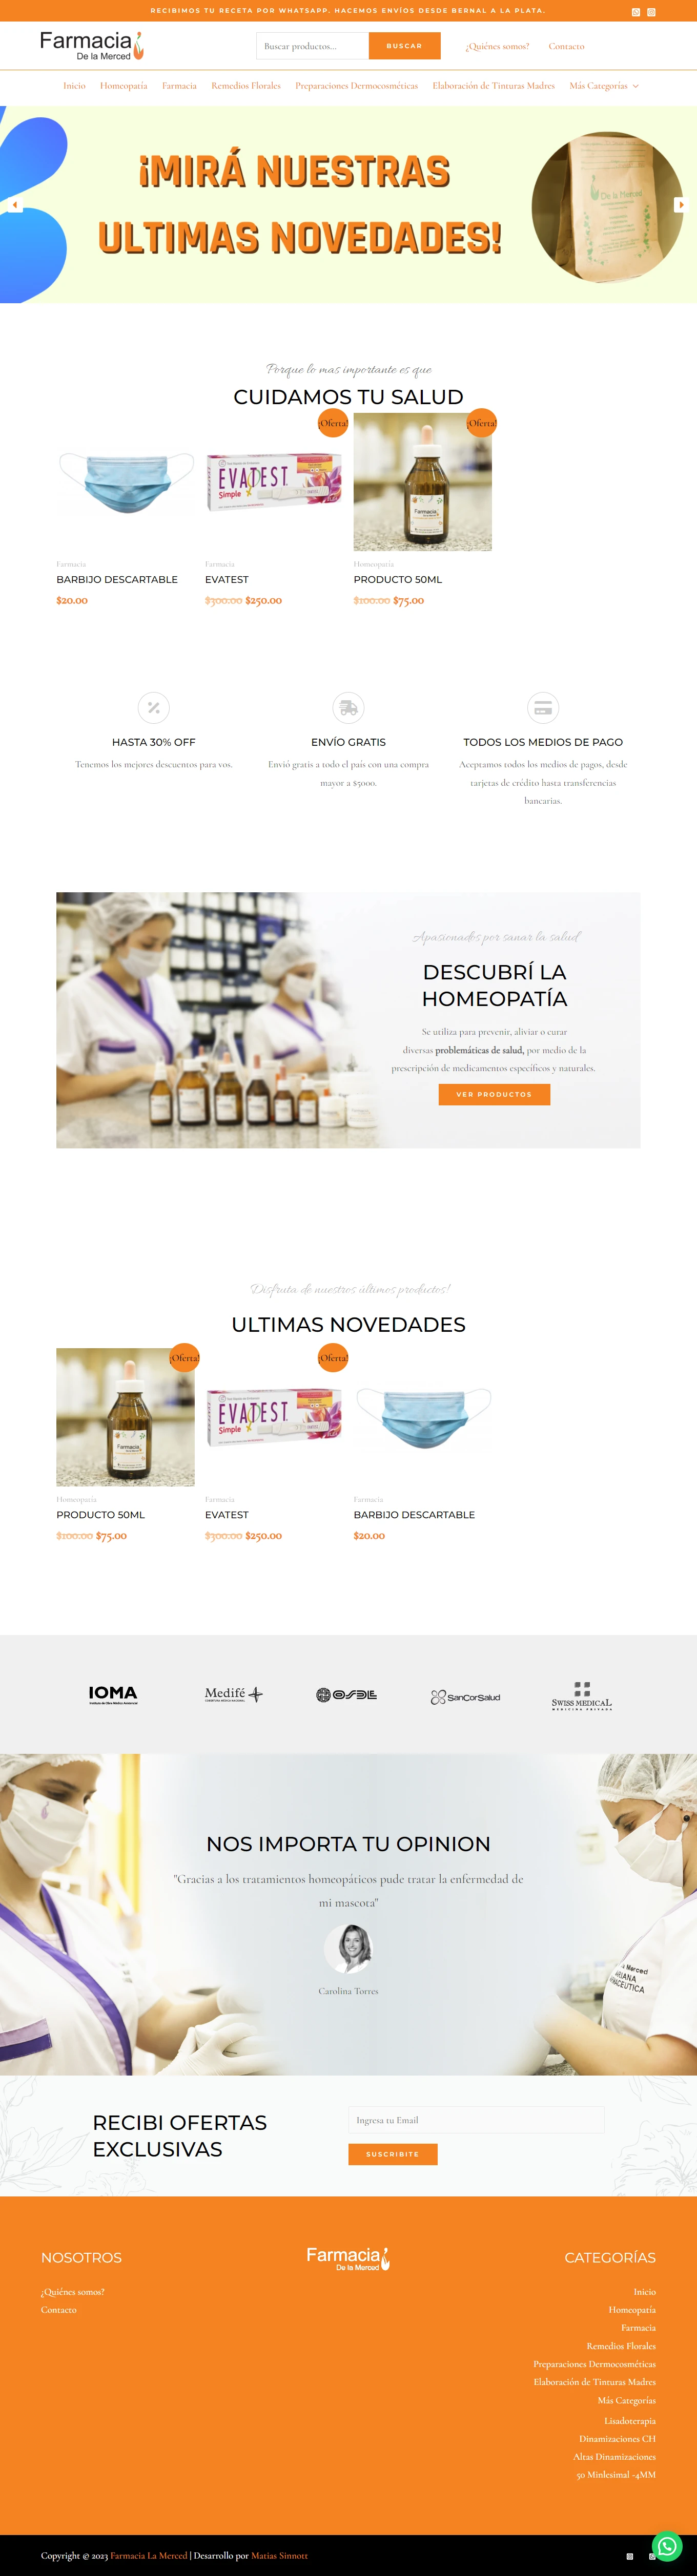 RECIBIMOS TU RECETA POR WHATSAPP. HACEMOS ENVÍOS DESDE BERNAL A LA PLATA.
Farmacia
De la Merced
Buscar productos...
BUSCAR
¿Quiénes somos?
Contacto
Inicio
Homeopatía
Farmacia
Remedios Florales
Preparaciones Dermocosméticas
Elaboración de Tinturas Madres
Más Categorías
¡MIRÁ NUESTRAS
ULTIMAS NOVEDADES!
De la Merced
Porque lo mas importante es que
CUIDAMOS TU SALUD
¡Oferta!
¡Oferta!
EVATEST
Simple
Farmacia
Farmacia
BARBIJO DESCARTABLE
$20.00
Farmacia
EVATEST
$300.00 $250.00
Homeopatía
PRODUCTO 50ML
$100.00 $75.00
HASTA 30% OFF
Tenemos los mejores descuentos para vos.
ENVÍO GRATIS
Envió gratis a todo el país con una compra
mayor a $5000.
TODOS LOS MEDIOS DE PAGO
Aceptamos todos los medios de pagos, desde
tarjetas de crédito hasta transferencias
bancarias.
Apasionados por sanar la salud
DESCUBRÍ LA
HOMEOPATÍA
Se utiliza para prevenir, aliviar o curar
diversas problemáticas de salud, por medio de la
prescripción de medicamentos específicos y naturales.
VER PRODUCTOS
Disfruta de nuestros últimos productos!
ULTIMAS NOVEDADES
¡Oferta!
¡Oferta!
Farmacia
EVATEST
Simple
Homeopatía
PRODUCTO 50ML
$100.00 $75.00
Farmacia
EVATEST
$300.00 $250.00
Farmacia
BARBIJO DESCARTABLE
$20.00
IOMA
Instituto de Obra Médico Asistencial
Medifé
OSDE
SanCorSalud
SWISS MEDICAL
MEDICINA PRIVADA
NOS IMPORTA TU OPINION
"Gracias a los tratamientos homeopáticos pude tratar la enfermedad de
mi mascota"
Carolina Torres
Merced
ARIANA
RECIBI OFERTAS
EXCLUSIVAS
Ingresa tu Email
SUSCRIBITE
NOSOTROS
¿Quiénes somos?
Contacto
Farmacia
De la Merced
CATEGORÍAS
Inicio
Homeopatía
Farmacia
Remedios Florales
Preparaciones Dermocosméticas
Elaboración de Tinturas Madres
Más Categorías
Lisadoterapia
Dinamizaciones CH
Altas Dinamizaciones
50 Minlesimal -4MM
Copyright © 2023 Farmacia La Merced | Desarrollo por Matias Sinnott